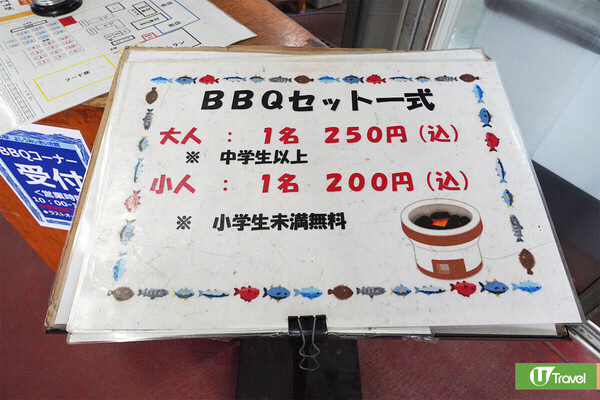 BBQセット一式
大人 : 1名 250円(込)
※ 中学生以上
小人 : 1名 200円(込)
※ 小学生未満無料
BBQコーナー
受付
10:00-
U Travel